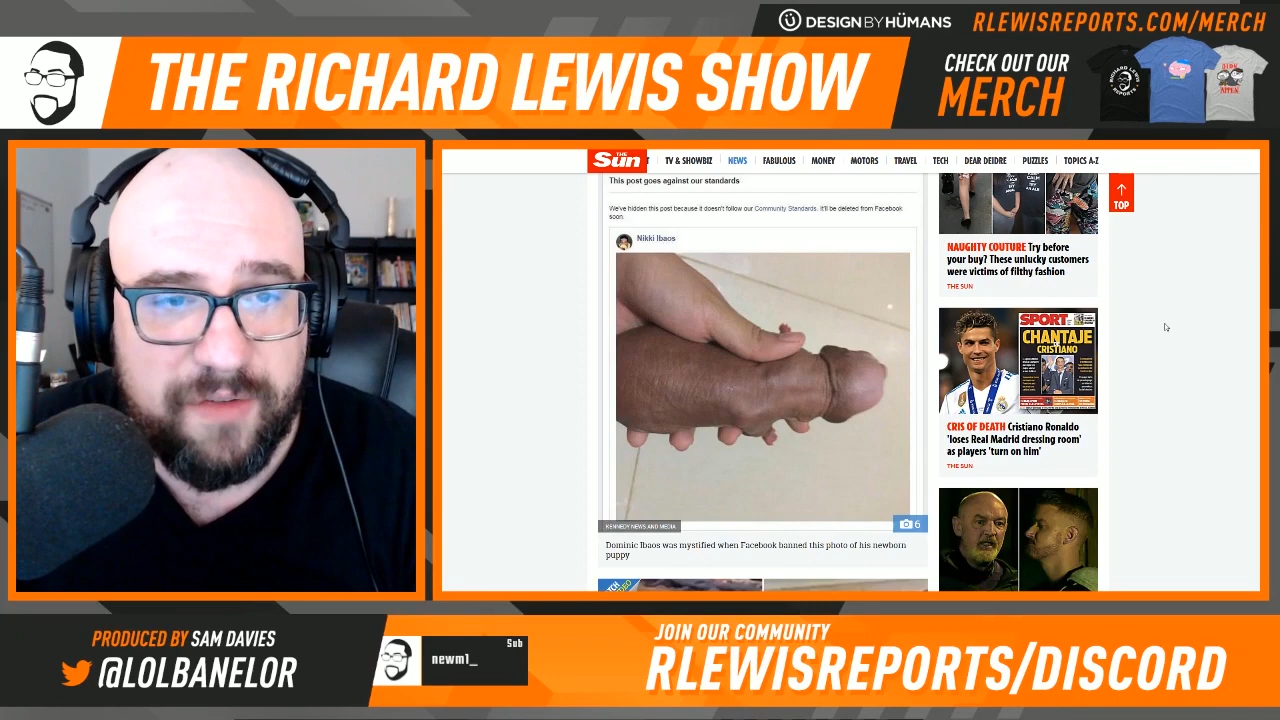 DESIGN BY HÜMANS
RLEWISREPORTS.COM/MERCH
THE RICHARD LEWIS SHOW
CHECK OUT OUR
MERCH
THE Sun
TV & SHOWBIZ
NEWS
FABULOUS
MONEY
MOTORS
TRAVEL
TECH
DEAR DEIDRE
PUZZLES
TOPICS A-Z
This post goes against our standards
We've hidden this post because it doesn't follow our Community Standards. It'll be deleted from Facebook
soon.
Nikki Ibaos
KENNEDY NEWS AND MEDIA
6
Dominic Ibaos was mystified when Facebook banned this photo of his newborn
puppy
TOP
NAUGHTY COUTURE Try before
your buy? These unlucky customers
were victims of filthy fashion
THE SUN
SPORT
CHANTAJE
CRISTIANO
CRIS OF DEATH Cristiano Ronaldo
'loses Real Madrid dressing room'
as players 'turn on him'
THE SUN
PRODUCED BY SAM DAVIES
@LOLBANELOR
Sub
newm1_
JOIN OUR COMMUNITY
RLEWISREPORTS/DISCORD